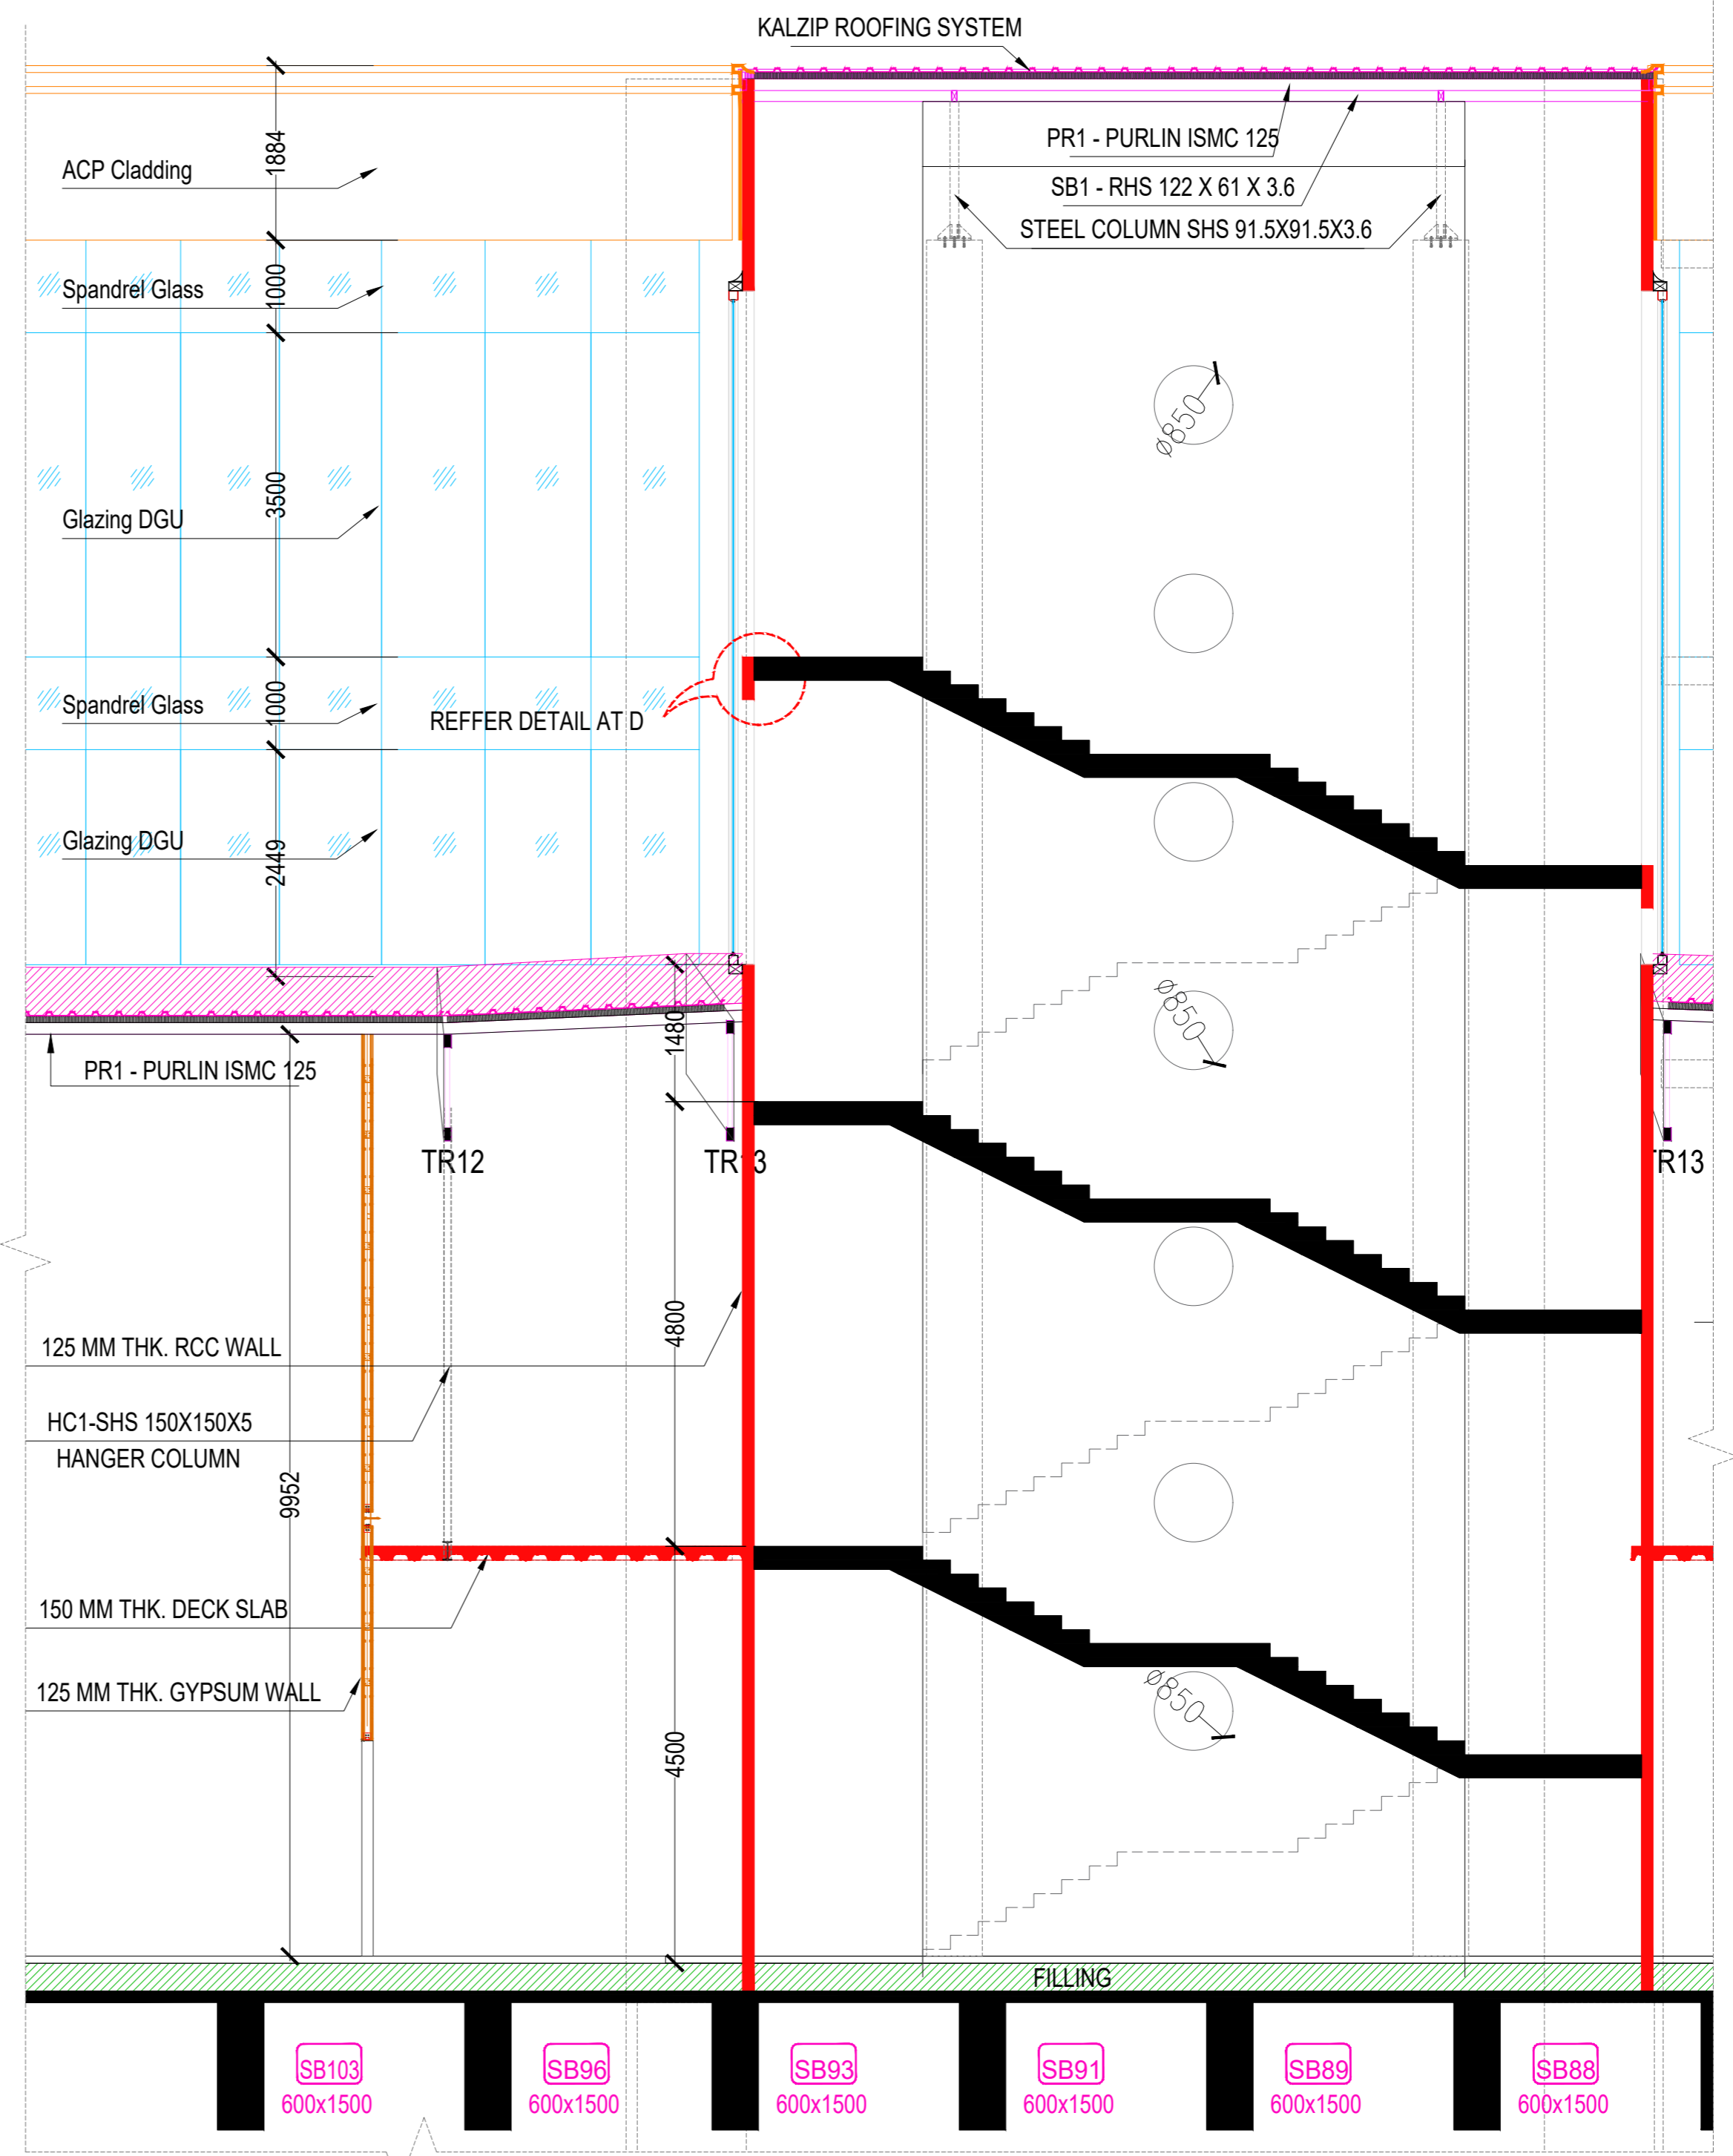 KALZIP ROOFING SYSTEM
1884
ACP Cladding
PR1 - PURLIN ISMC 125
SB1 - RHS 122 X 61 X 3.6
STEEL COLUMN SHS 91.5X91.5X3.6
1000
Spandrel Glass
ø850
3500
Glazing DGU
1000
Spandrel Glass
REFFER DETAIL AT D
Glazing DGU
2449
1480
ø850
PR1 - PURLIN ISMC 125
TR12
TR13
TR13
4800
125 MM THK. RCC WALL
HC1-SHS 150X150X5
HANGER COLUMN
9952
150 MM THK. DECK SLAB
125 MM THK. GYPSUM WALL
ø850
4500
FILLING
SB103
600x1500
SB96
600x1500
SB93
600x1500
SB91
600x1500
SB89
600x1500
SB88
600x1500